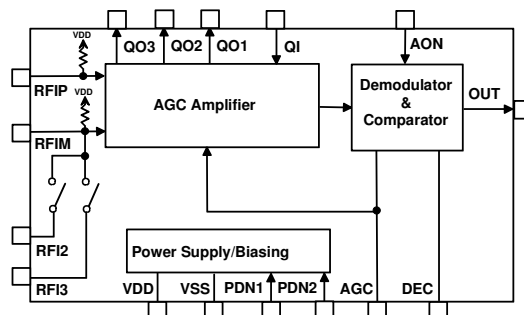 VDD
QO3 QO2 QO1 QI AON
RFIP
VDD
AGC Amplifier
Demodulator
&
Comparator
OUT
RFIM
RFI2
Power Supply/Biasing
RFI3
VDD VSS PDN1 PDN2 AGC DEC